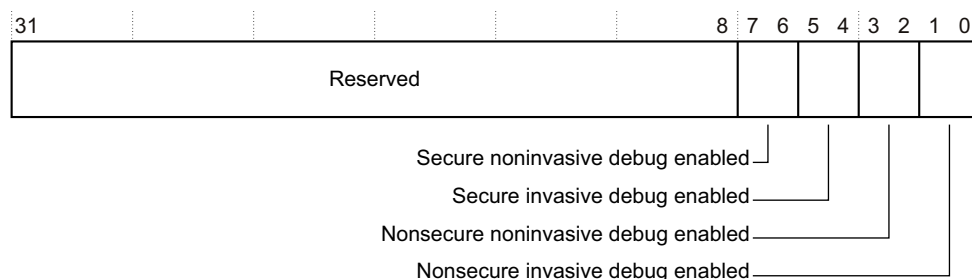 31 8 7 6 5 4 3 2 1 0
Reserved
Secure noninvasive debug enabled
Secure invasive debug enabled
Nonsecure noninvasive debug enabled
Nonsecure invasive debug enabled